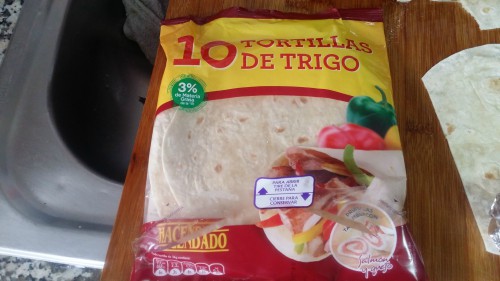 10 TORTILLAS
DE TRIGO
3%
de Materia
Grasa
PARA ABRIR
TIRE DE LA
PESTAÑA
CIERRE PARA
CONSERVAR
HACENDADO